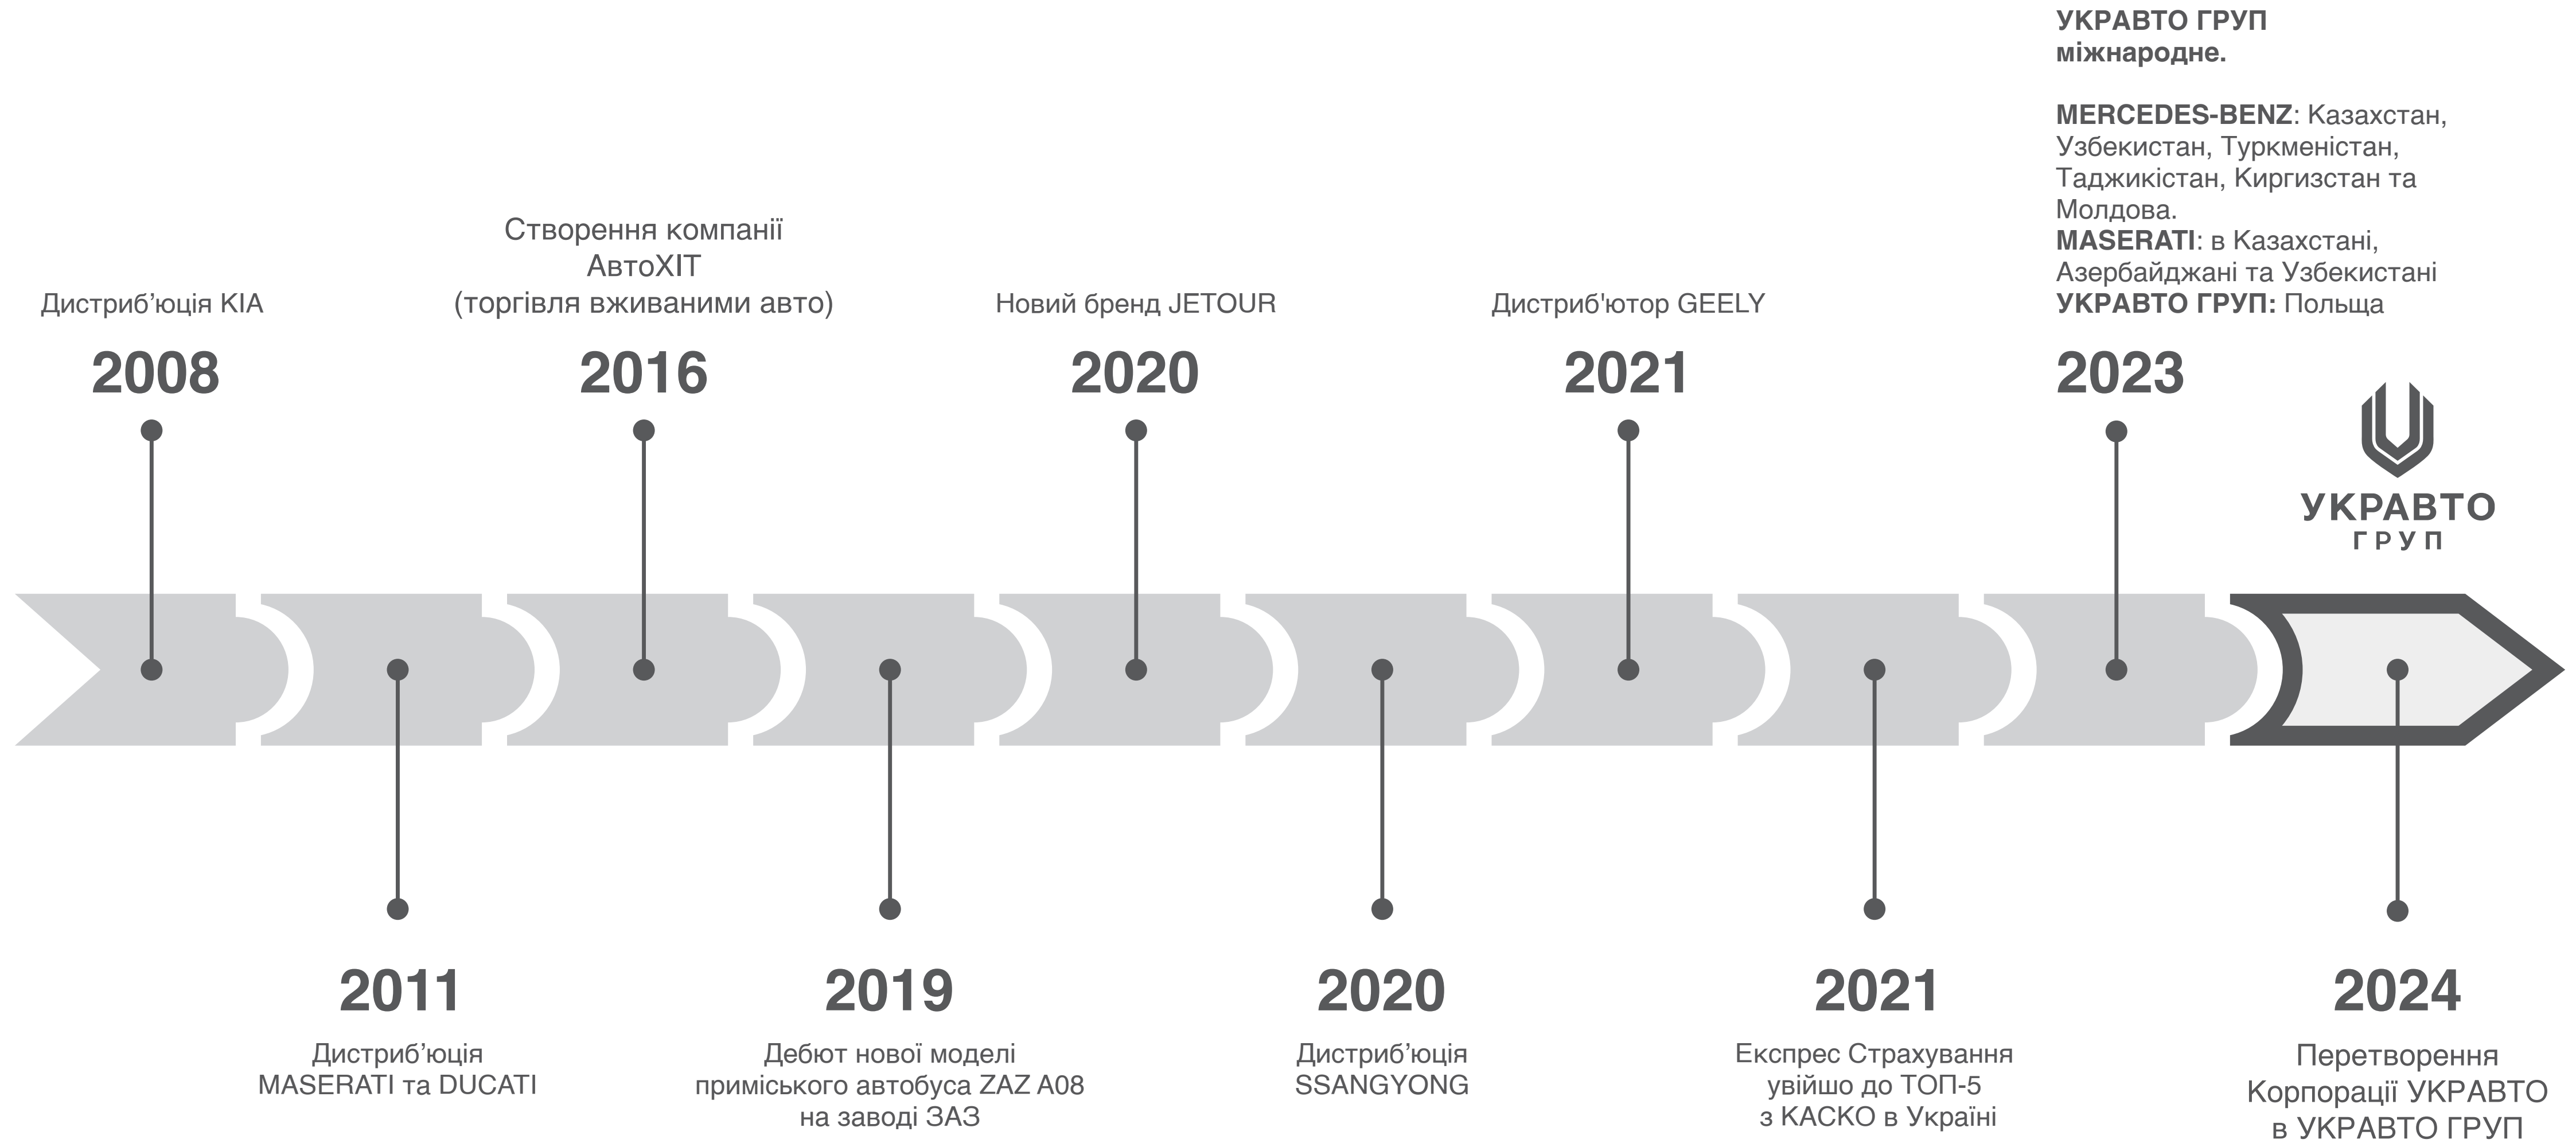 Дистриб’юція KIA
2008
2011
Дистриб’юція
MASERATI та DUCATI
Створення компанії
АвтоХІТ
(торгівля вживаними авто)
2016
2019
Дебют нової моделі
приміського автобуса ZAZ A08
на заводі ЗАЗ
Новий бренд JETOUR
2020
2020
Дистриб’юція
SSANGYONG
Дистриб'ютор GEELY
2021
2021
Експрес Страхування
увійшо до ТОП-5
з КАСКО в Україні
УКРАВТО ГРУП
міжнародне.
MERCEDES-BENZ: Казахстан,
Узбекистан, Туркменістан,
Таджикістан, Киргизстан та
Молдова.
MASERATI: в Казахстані,
Азербайджані та Узбекистані
УКРАВТО ГРУП: Польща
2023
УКРАВТО
ГРУП
2024
Перетворення
Корпорації УКРАВТО
в УКРАВТО ГРУП